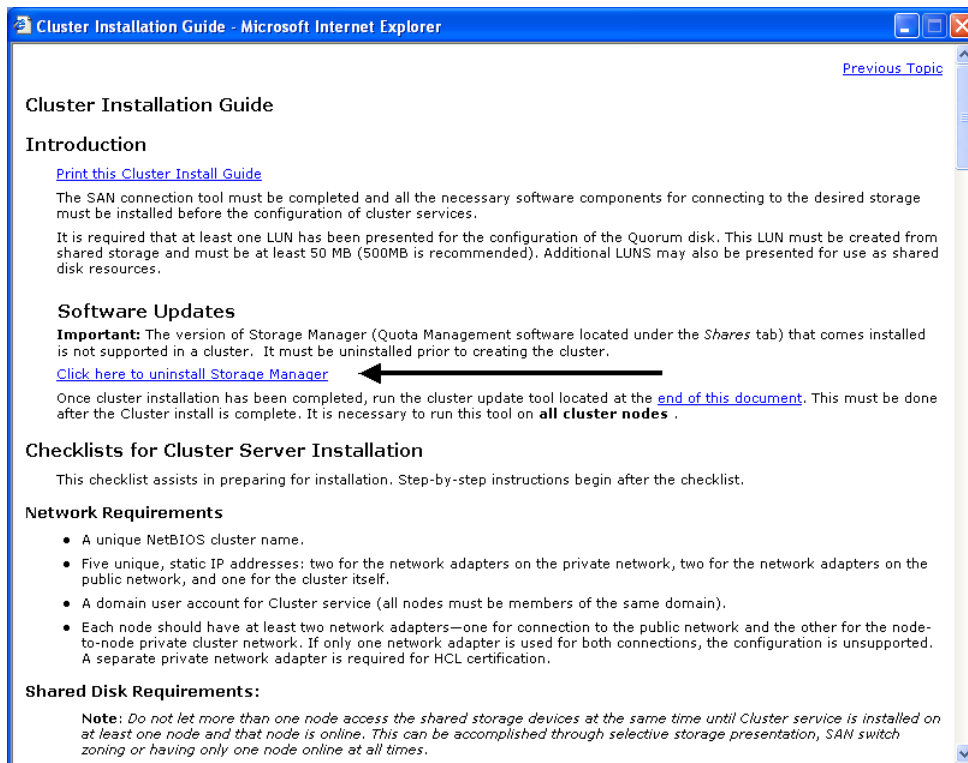 Cluster Installation Guide - Microsoft Internet Explorer
Previous Topic
Cluster Installation Guide
Introduction
Print this Cluster Install Guide
The SAN connection tool must be completed and all the necessary software components for connecting to the desired storage
must be installed before the configuration of cluster services.
It is required that at least one LUN has been presented for the configuration of the Quorum disk. This LUN must be created from
shared storage and must be at least 50 MB (500MB is recommended). Additional LUNS may also be presented for use as shared
disk resources.
Software Updates
Important: The version of Storage Manager (Quota Management software located under the Shares tab) that comes installed
is not supported in a cluster. It must be uninstalled prior to creating the cluster.
Click here to uninstall Storage Manager
Once cluster installation has been completed, run the cluster update tool located at the end of this document. This must be done
after the Cluster install is complete. It is necessary to run this tool on all cluster nodes .
Checklists for Cluster Server Installation
This checklist assists in preparing for installation. Step-by-step instructions begin after the checklist.
Network Requirements
• A unique NetBIOS cluster name.
• Five unique, static IP addresses: two for the network adapters on the private network, two for the network adapters on the
public network, and one for the cluster itself.
• A domain user account for Cluster service (all nodes must be members of the same domain).
• Each node should have at least two network adapters—one for connection to the public network and the other for the node-
to-node private cluster network. If only one network adapter is used for both connections, the configuration is unsupported.
A separate private network adapter is required for HCL certification.
Shared Disk Requirements:
Note: Do not let more than one node access the shared storage devices at the same time until Cluster service is installed on
at least one node and that node is online. This can be accomplished through selective storage presentation, SAN switch
zoning or having only one node online at all times.